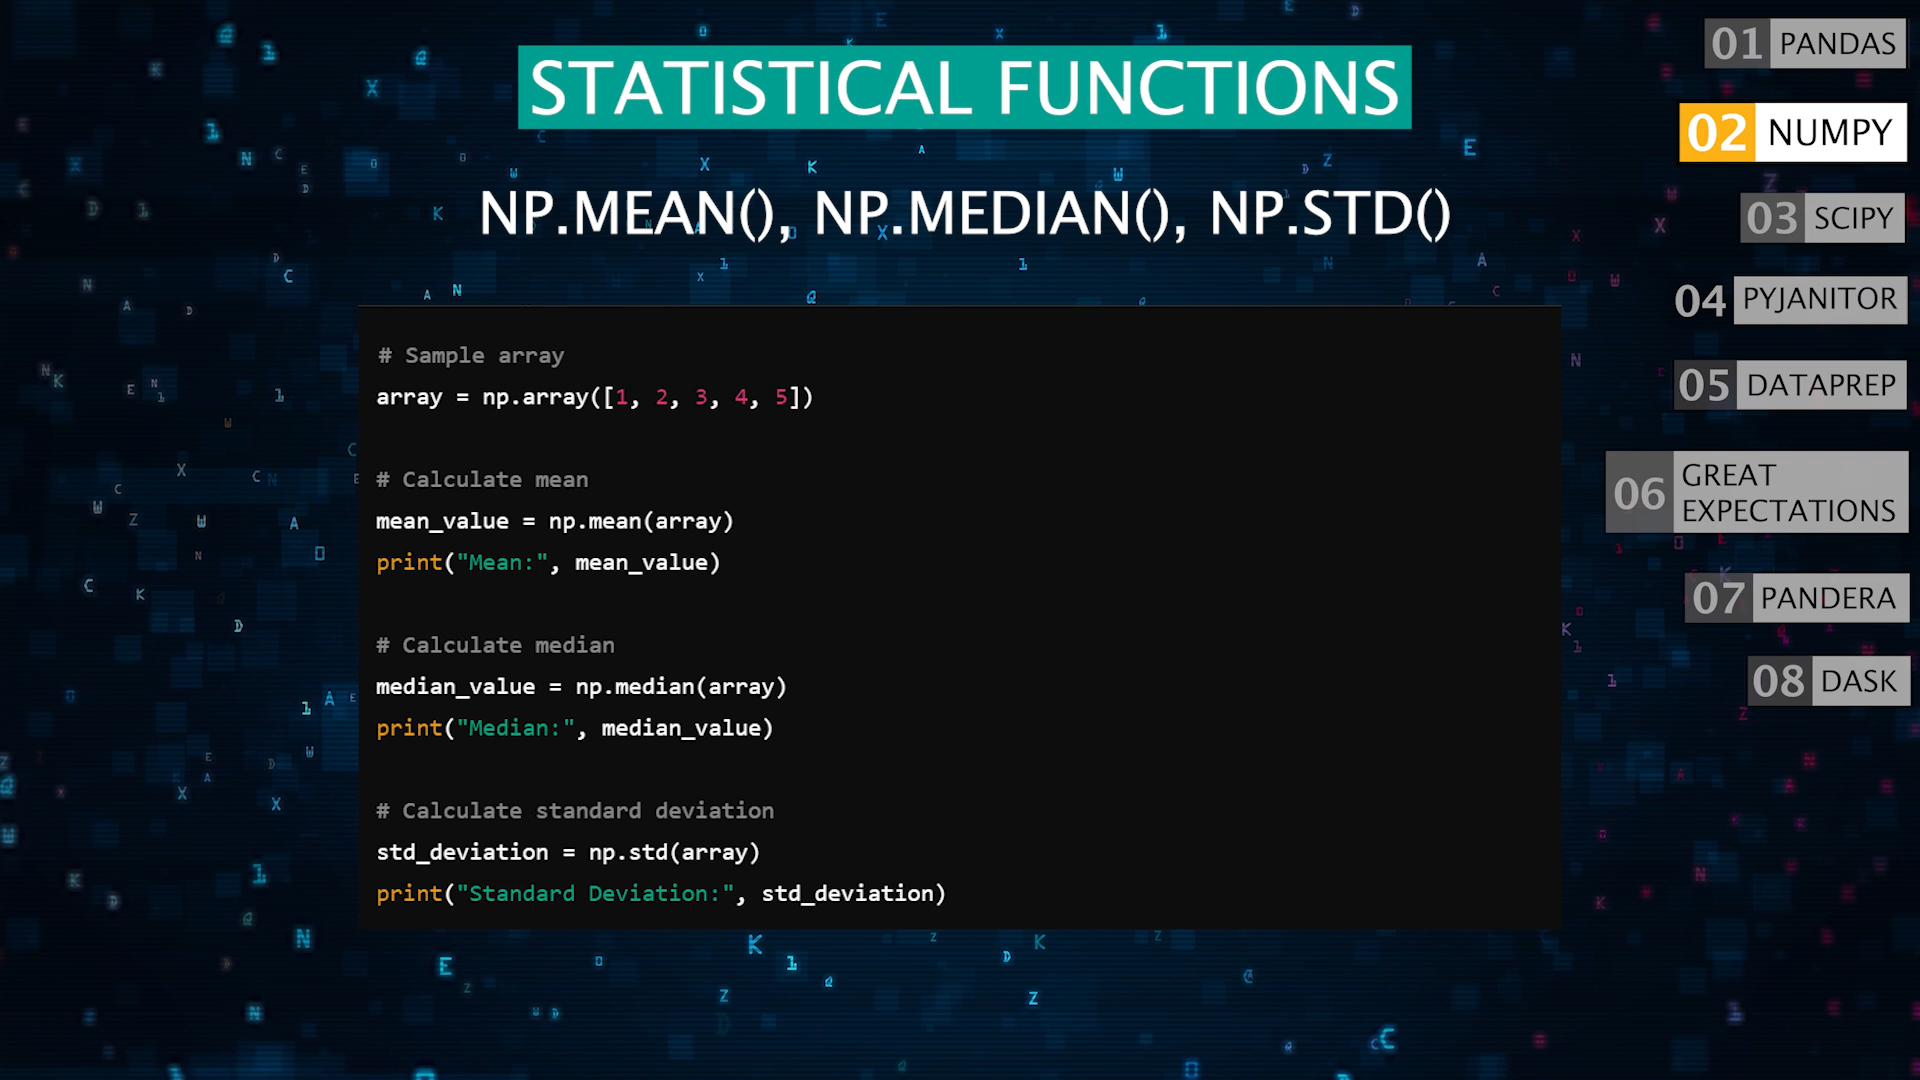 STATISTICAL FUNCTIONS
NP.MEAN(), NP.MEDIAN(), NP.STD()
# Sample array
array = np.array([1, 2, 3, 4, 5])
# Calculate mean
mean_value = np.mean(array)
print("Mean:", mean_value)
# Calculate median
median_value = np.median(array)
print("Median:", median_value)
# Calculate standard deviation
std_deviation = np.std(array)
print("Standard Deviation:", std_deviation)
01 PANDAS
02 NUMPY
03 SCIPY
04 PYJANITOR
05 DATAPREP
06 GREAT
EXPECTATIONS
07 PANDERA
08 DASK